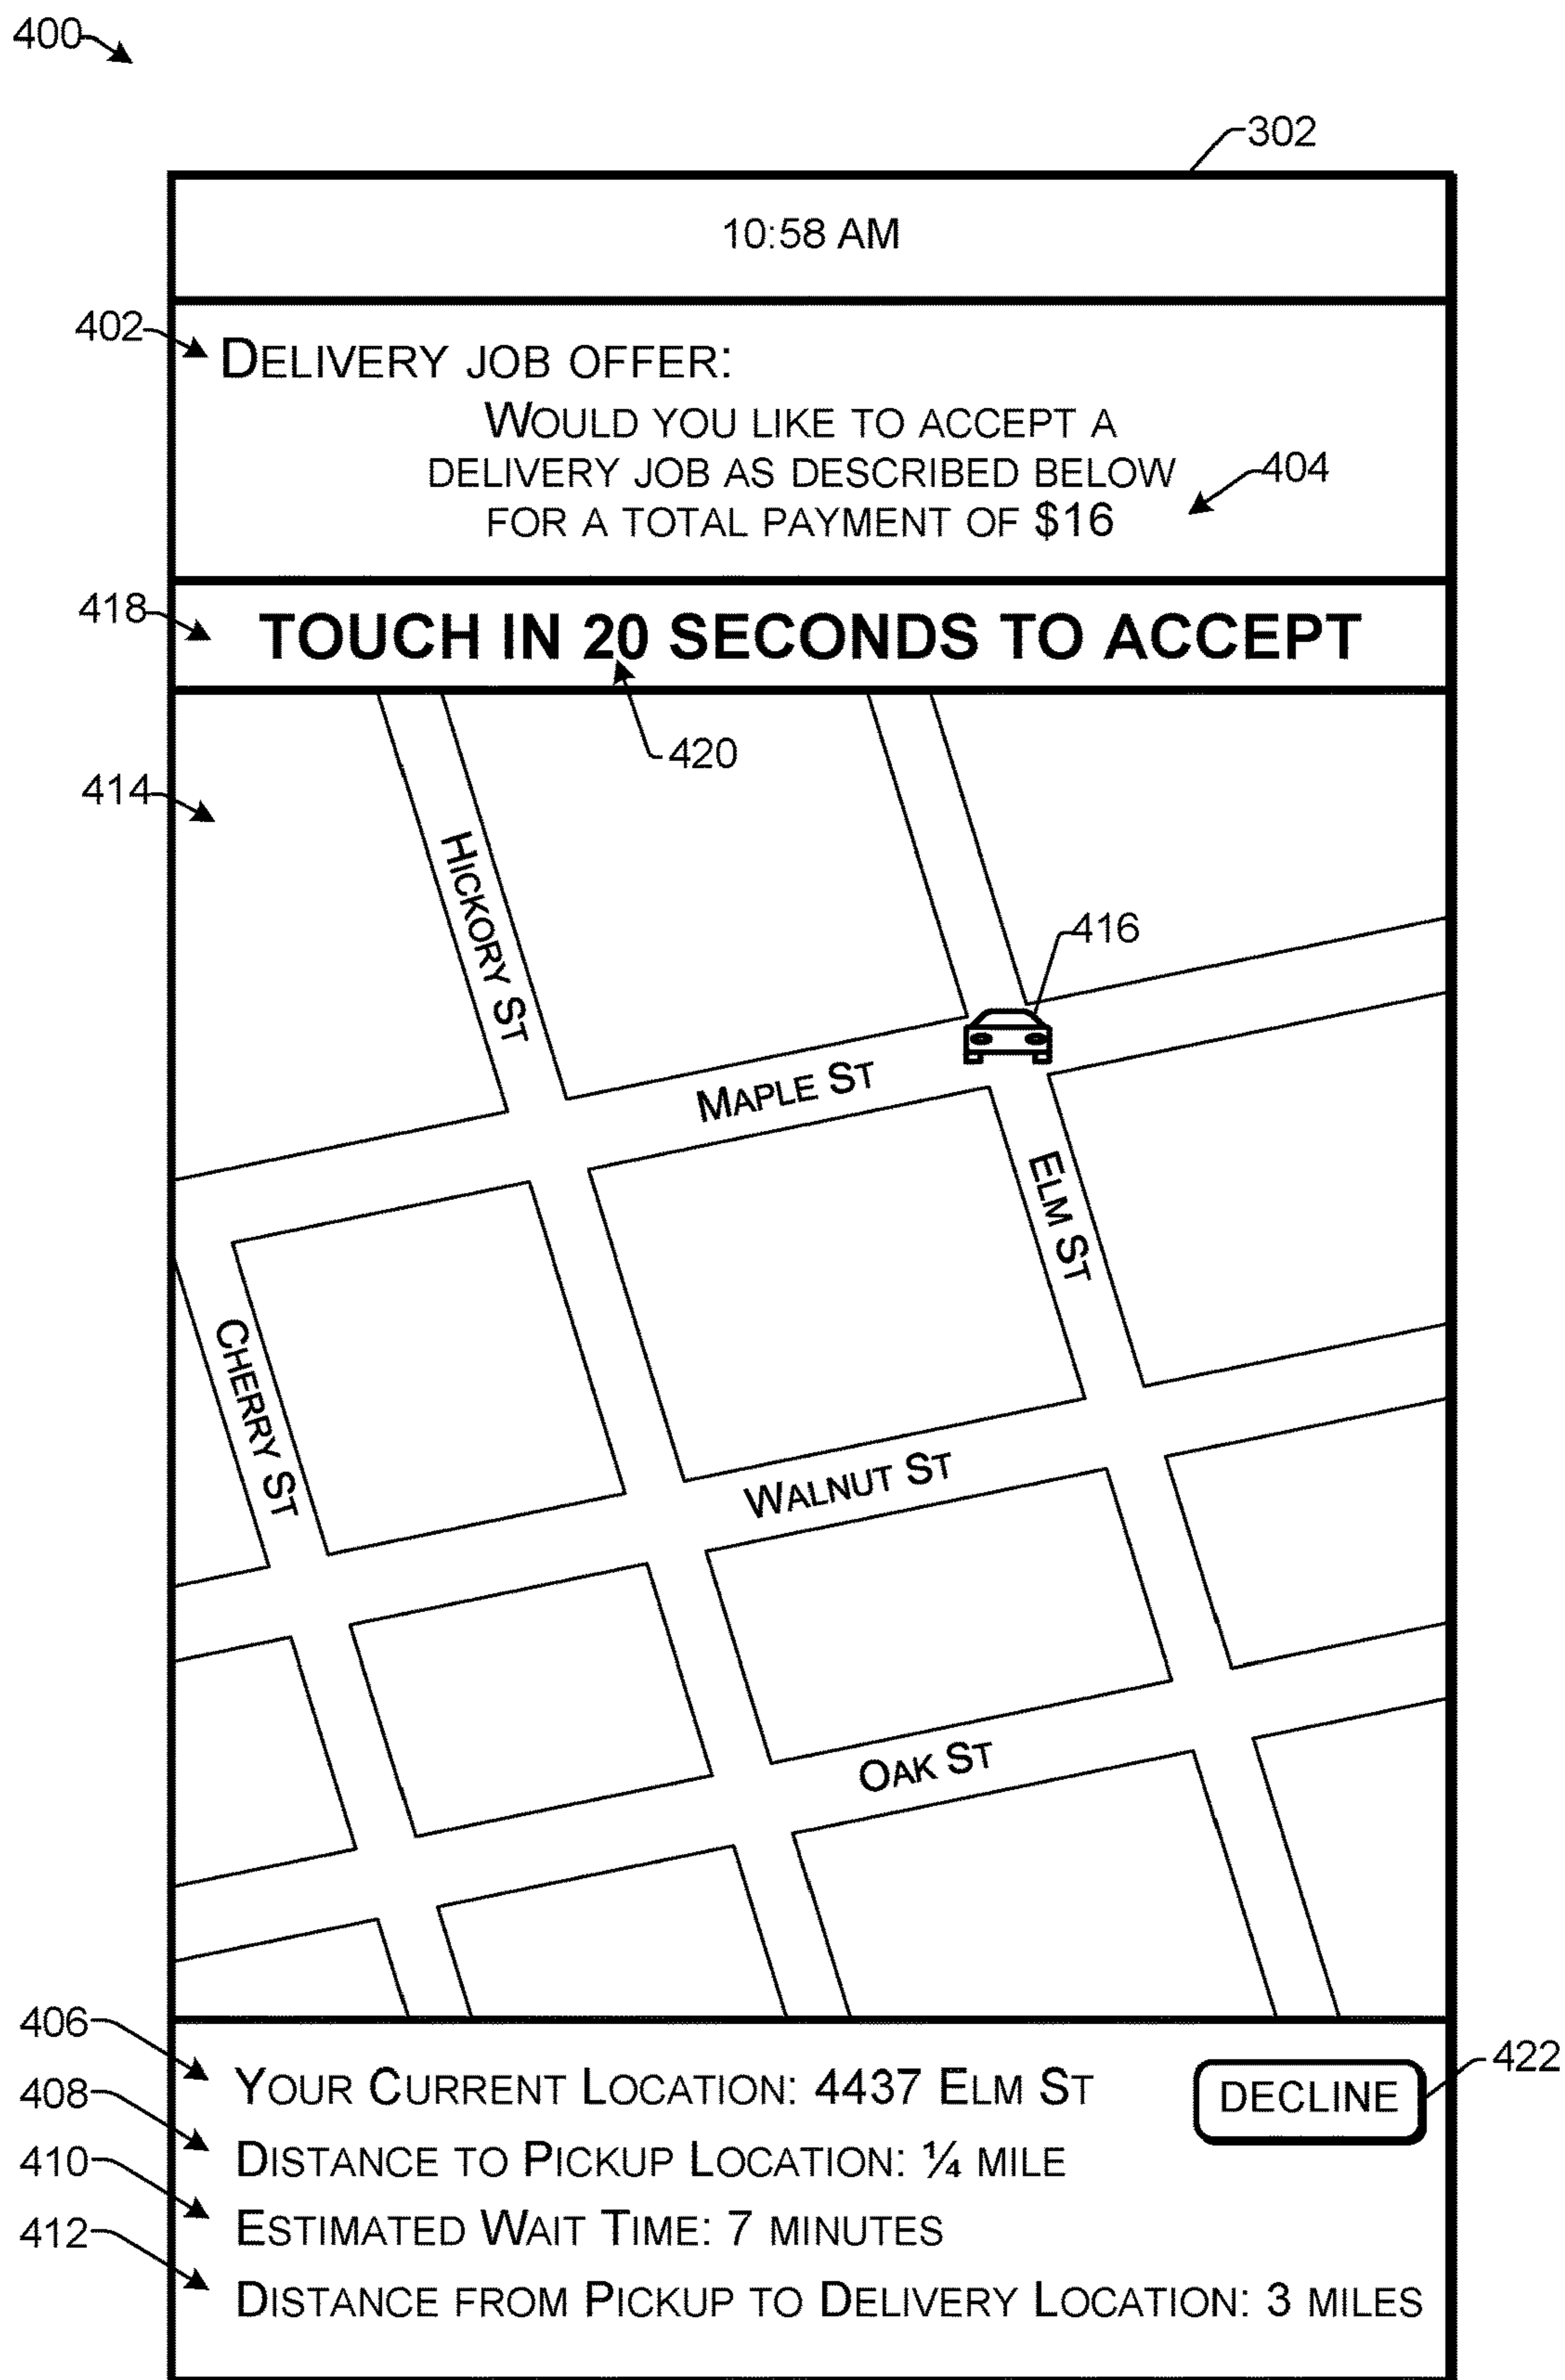 400
302
10:58 AM
402
DELIVERY JOB OFFER:
WOULD YOU LIKE TO ACCEPT A
DELIVERY JOB AS DESCRIBED BELOW
404
FOR A TOTAL PAYMENT OF $16
418
TOUCH IN 20 SECONDS TO ACCEPT
420
414
HICKORY ST
416
MAPLE ST
ELM ST
CHERRY ST
WALNUT ST
OAK ST
406
YOUR CURRENT LOCATION: 4437 ELM ST
DECLINE
422
408
DISTANCE TO PICKUP LOCATION: ¼ MILE
410
ESTIMATED WAIT TIME: 7 MINUTES
412
DISTANCE FROM PICKUP TO DELIVERY LOCATION: 3 MILES